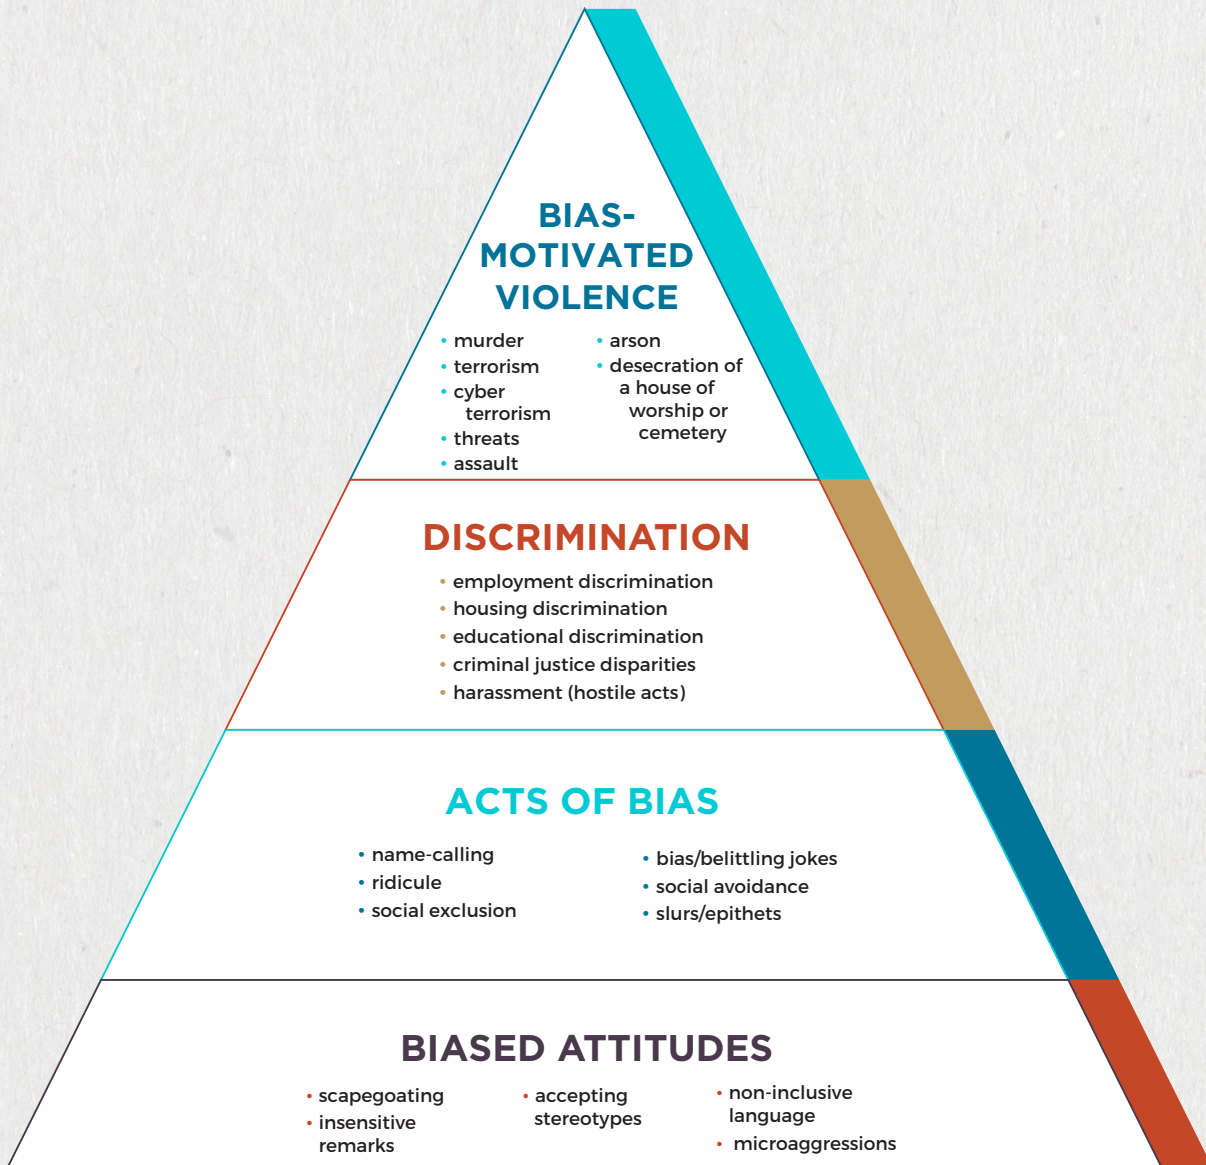 BIAS-
MOTIVATED
VIOLENCE
• murder
• terrorism
• cyber
terrorism
• threats
• assault
• arson
• desecration of
a house of
worship or
cemetery
DISCRIMINATION
• employment discrimination
• housing discrimination
• educational discrimination
• criminal justice disparities
• harassment (hostile acts)
ACTS OF BIAS
• name-calling
• ridicule
• social exclusion
• bias/belittling jokes
• social avoidance
• slurs/epithets
BIASED ATTITUDES
• scapegoating
• insensitive
remarks
• accepting
stereotypes
• non-inclusive
language
• microaggressions